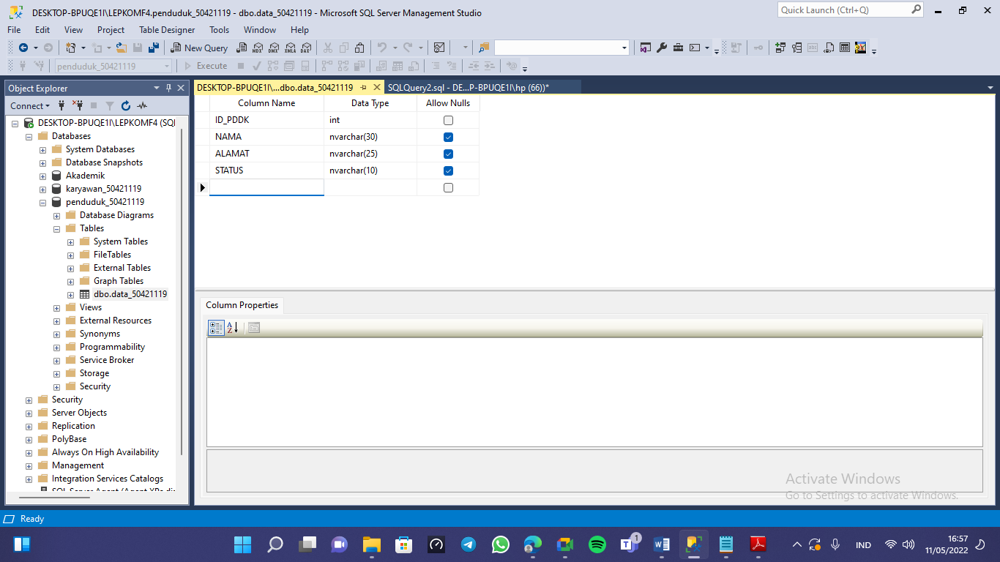 DESKTOP-BPUQE1I\LEPKOMF4.penduduk_50421119 - dbo.data_50421119 - Microsoft SQL Server Management Studio
Quick Launch (Ctrl+Q)
File Edit View Project Table Designer Tools Window Help
New Query MDX DMX XMLA DAX
penduduk_50421119 Execute
Object Explorer
Connect
DESKTOP-BPUQE1I\LEPKOMF4 (SQL
Databases
System Databases
Database Snapshots
Akademik
karyawan_50421119
penduduk_50421119
Database Diagrams
Tables
System Tables
FileTables
External Tables
Graph Tables
dbo.data_50421119
Views
External Resources
Synonyms
Programmability
Service Broker
Storage
Security
Security
Server Objects
Replication
PolyBase
Always On High Availability
Management
Integration Services Catalogs
DESKTOP-BPUQE1I\...dbo.data_50421119
SQLQuery2.sql - DE...P-BPUQE1I\hp (66))*
Column Name Data Type Allow Nulls
ID_PDDK int
NAMA nvarchar(30)
ALAMAT nvarchar(25)
STATUS nvarchar(10)
Column Properties
Activate Windows
Go to Settings to activate Windows.
Ready
1
IND
16:57
11/05/2022